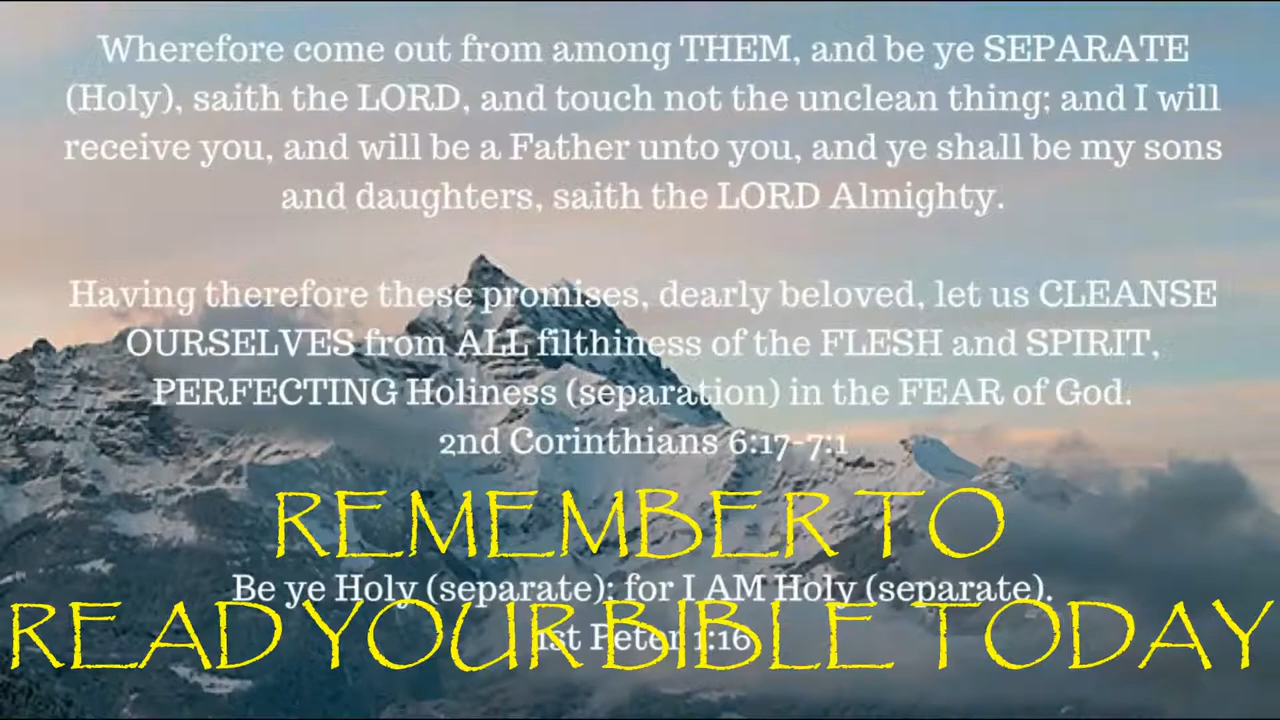 Wherefore come out from among THEM, and be ye SEPARATE
(Holy), saith the LORD, and touch not the unclean thing; and I will
receive you, and will be a Father unto you, and ye shall be my sons
and daughters, saith the LORD Almighty.
Having therefore these promises, dearly beloved, let us CLEANSE
OURSELVES from ALL filthiness of the FLESH and SPIRIT,
PERFECTING Holiness (separation) in the FEAR of God.
2nd Corinthians 6:17-7:1
REMEMBER TO
Be ye Holy (separate); for I AM Holy (separate).
READ YOUR BIBLE TODAY
1st Peter 1:16